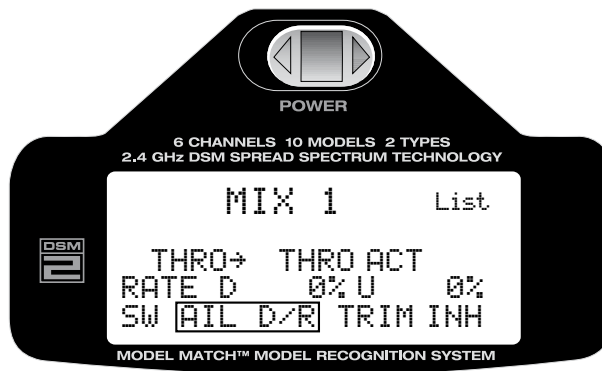 POWER
6 CHANNELS 10 MODELS 2 TYPES
2.4 GHz DSM SPREAD SPECTRUM TECHNOLOGY
MIX 1 List
DSM
2
THRO→ THRO ACT
RATE D 0% U 0%
SW AIL D/R TRIM INH
MODEL MATCH™ MODEL RECOGNITION SYSTEM